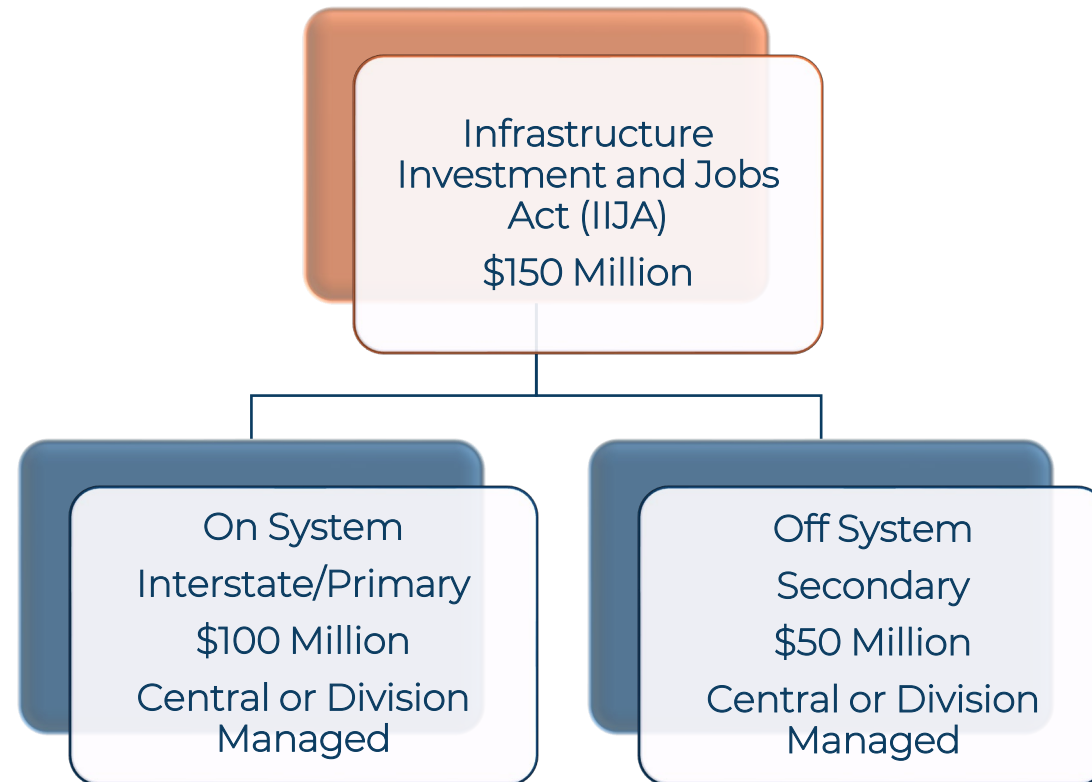 Infrastructure
Investment and Jobs
Act (IIJA)
$150 Million
On System
Interstate/Primary
$100 Million
Central or Division
Managed
Off System
Secondary
$50 Million
Central or Division
Managed